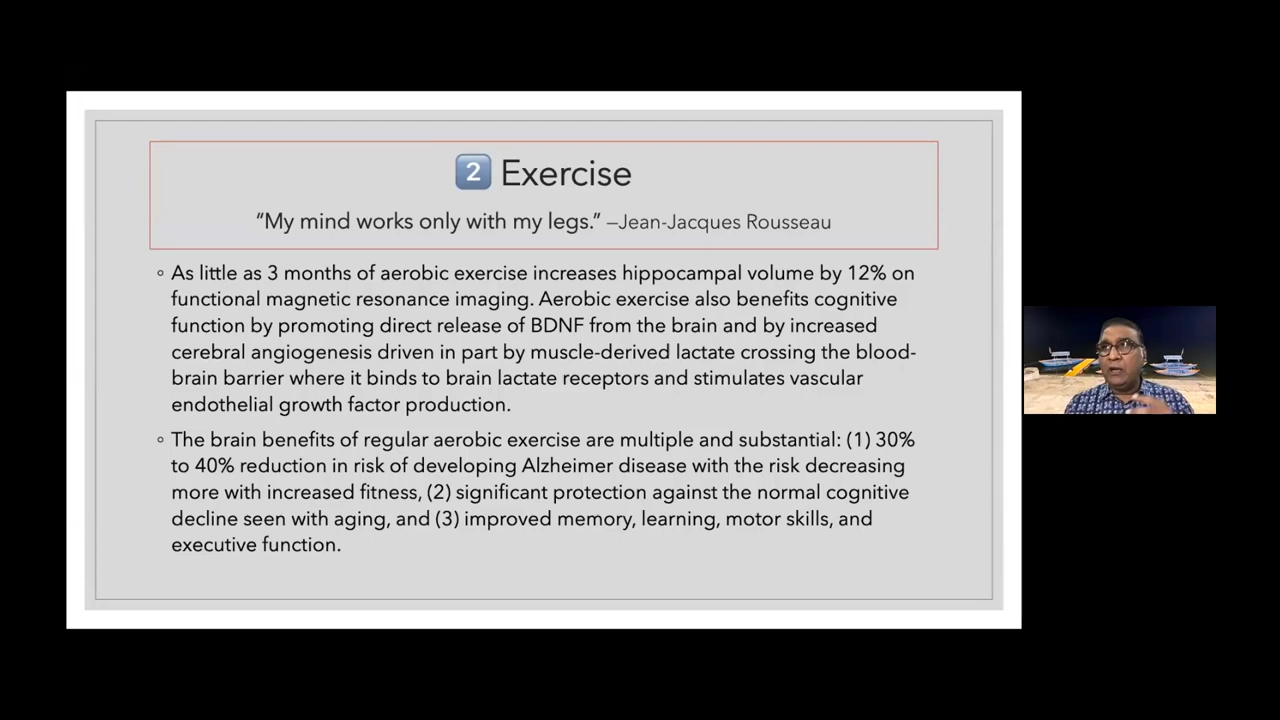 2 Exercise
“My mind works only with my legs.” –Jean-Jacques Rousseau
◦ As little as 3 months of aerobic exercise increases hippocampal volume by 12% on
functional magnetic resonance imaging. Aerobic exercise also benefits cognitive
function by promoting direct release of BDNF from the brain and by increased
cerebral angiogenesis driven in part by muscle-derived lactate crossing the blood-
brain barrier where it binds to brain lactate receptors and stimulates vascular
endothelial growth factor production.
◦ The brain benefits of regular aerobic exercise are multiple and substantial: (1) 30%
to 40% reduction in risk of developing Alzheimer disease with the risk decreasing
more with increased fitness, (2) significant protection against the normal cognitive
decline seen with aging, and (3) improved memory, learning, motor skills, and
executive function.